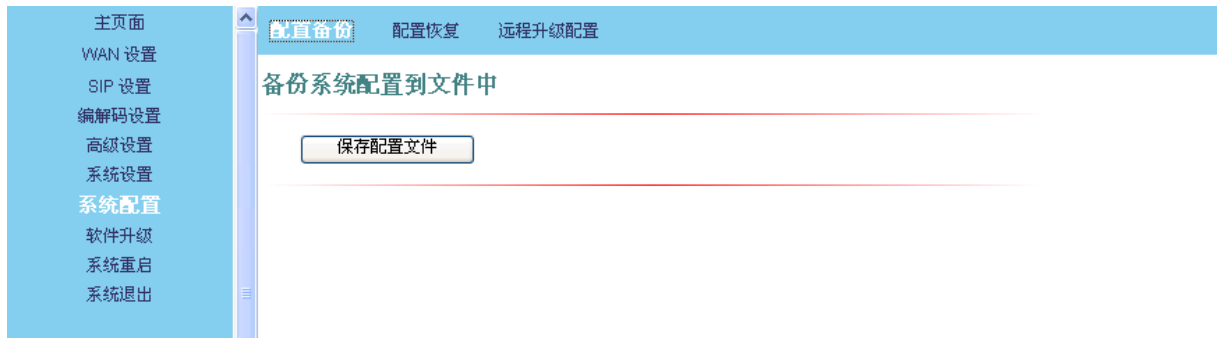 主页面
WAN 设置
SIP 设置
编解码设置
高级设置
系统设置
系统配置
软件升级
系统重启
系统退出
配置备份 配置恢复 远程升级配置
备份系统配置到文件中
保存配置文件